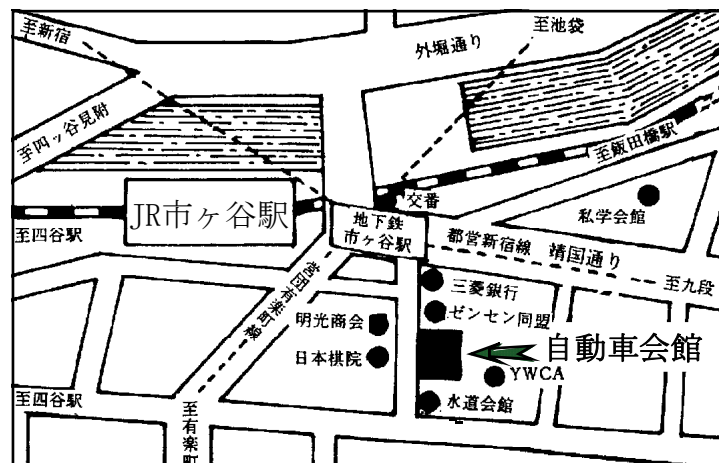 至新宿
外堀通り
至池袋
至四ッ谷見附
至飯田橋駅
JR市ヶ谷駅
交番
地下鉄
市ヶ谷駅
私学会館
至四谷駅
都営新宿線
靖国通り
至九段
営団有楽町線
三菱銀行
ゼンセン同盟
明光商会
日本棋院
自動車会館
YWCA
至四谷駅
水道会館
至有楽町